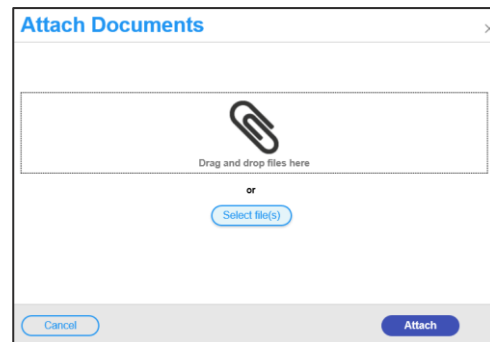 Attach Documents
Drag and drop files here
or
Select file(s)
Cancel
Attach